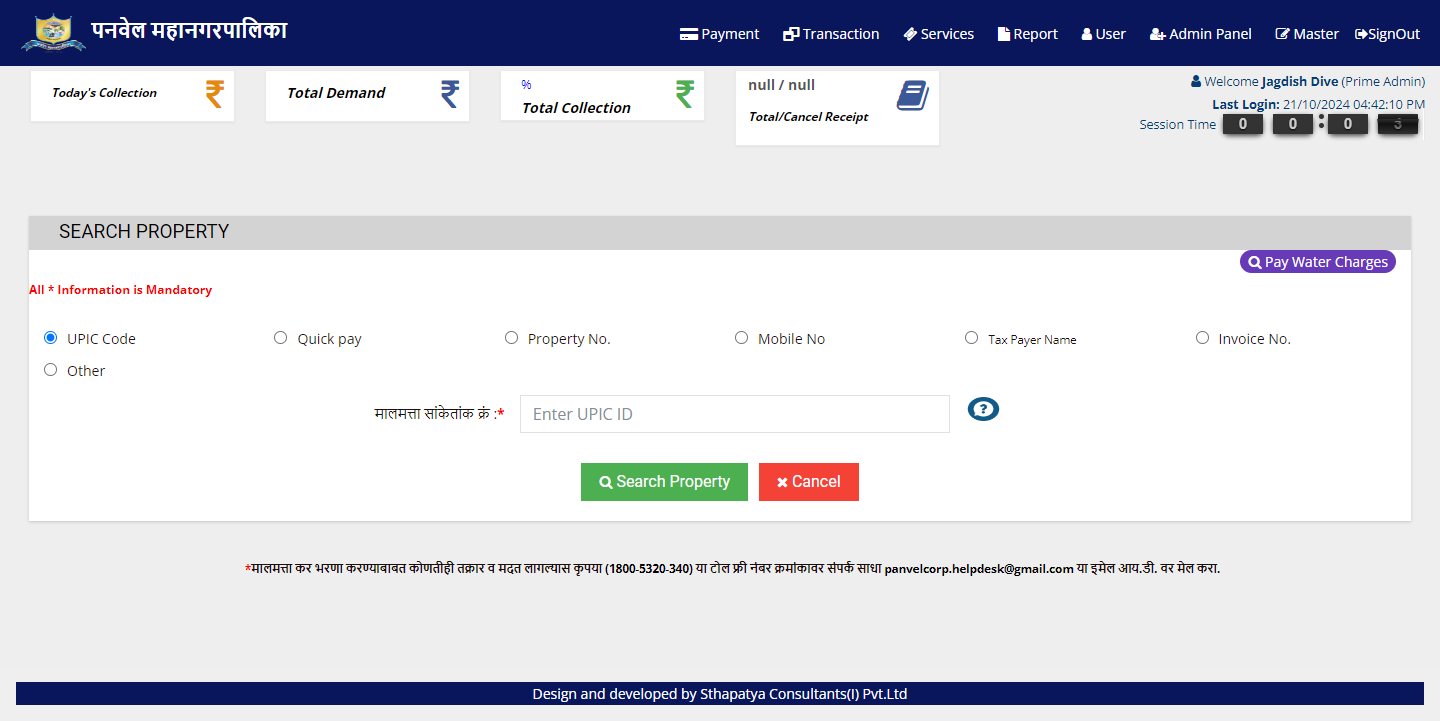 पनवेल महानगरपालिका
Payment Transaction Services Report User Admin Panel Master SignOut
Today's Collection
Total Demand
%
Total Collection
null / null
Total/Cancel Receipt
Welcome Jagdish Dive (Prime Admin)
Last Login: 21/10/2024 04:42:10 PM
Session Time 0 0 : 0 3
SEARCH PROPERTY
Pay Water Charges
All * Information is Mandatory
UPIC Code Quick pay Property No. Mobile No Tax Payer Name Invoice No.
Other
मालमत्ता सांकेतांक क्रं :*
Enter UPIC ID
Search Property Cancel
*मालमत्ता कर भरणा करण्याबाबत कोणतीही तक्रार व मदत लागल्यास कृपया (1800-5320-340) या टोल फ्री नंबर क्रमांकावर संपर्क साधा panvelcorp.helpdesk@gmail.com या इमेल आय.डी. वर मेल करा.
Design and developed by Sthapatya Consultants(I) Pvt.Ltd